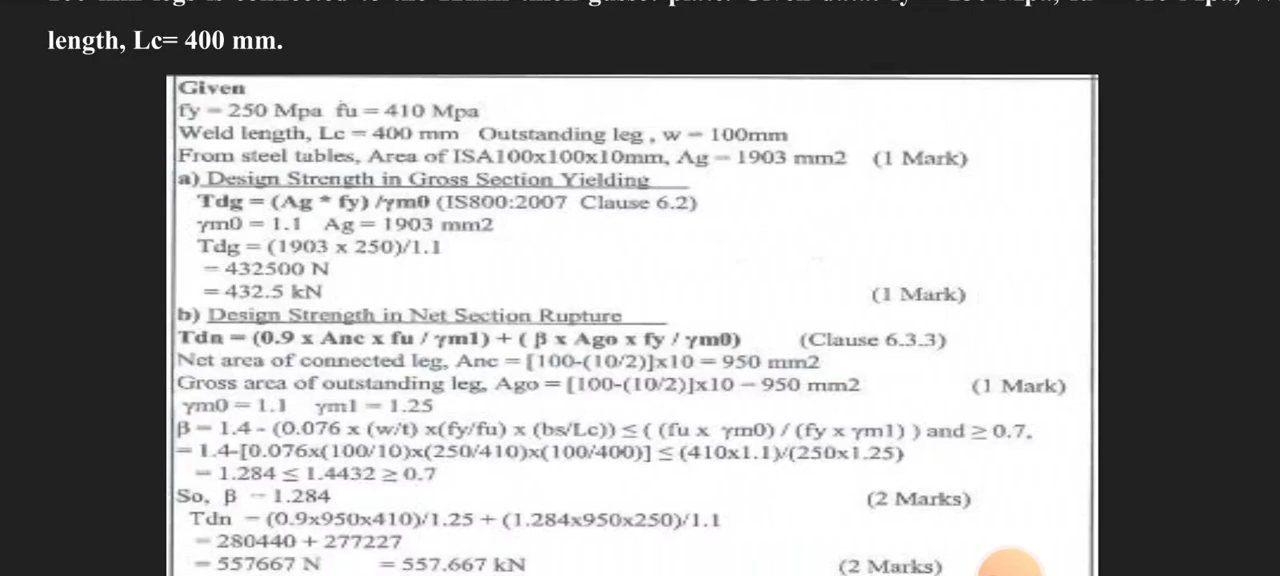 length, Lc= 400 mm.
Given
fy = 250 Mpa fu = 410 Mpa
Weld length, Lc = 400 mm Outstanding leg , w = 100mm
From steel tables, Area of ISA100x100x10mm, Ag = 1903 mm2 (1 Mark)
a) Design Strength in Gross Section Yielding
Tdg = (Ag * fy) /γm0 (IS800:2007 Clause 6.2)
γm0 = 1.1 Ag = 1903 mm2
Tdg = (1903 x 250)/1.1
= 432500 N
= 432.5 kN (1 Mark)
b) Design Strength in Net Section Rupture
Tdn = (0.9 x Anc x fu / γm1) + ( β x Ago x fy / γm0) (Clause 6.3.3)
Net area of connected leg, Anc = [100-(10/2)]x10 = 950 mm2
Gross area of outstanding leg, Ago = [100-(10/2)]x10 = 950 mm2 (1 Mark)
γm0 = 1.1 γm1 = 1.25
β = 1.4 - (0.076 x (w/t) x(fy/fu) x (bs/Lc)) ≤ ( (fu x γm0) / (fy x γm1) ) and ≥ 0.7.
= 1.4-[0.076x(100/10)x(250/410)x(100/400)] ≤ (410x1.1)/(250x1.25)
= 1.284 ≤ 1.4432 ≥ 0.7
So, β = 1.284 (2 Marks)
Tdn = (0.9x950x410)/1.25 + (1.284x950x250)/1.1
= 280440 + 277227
= 557667 N = 557.667 kN (2 Marks)